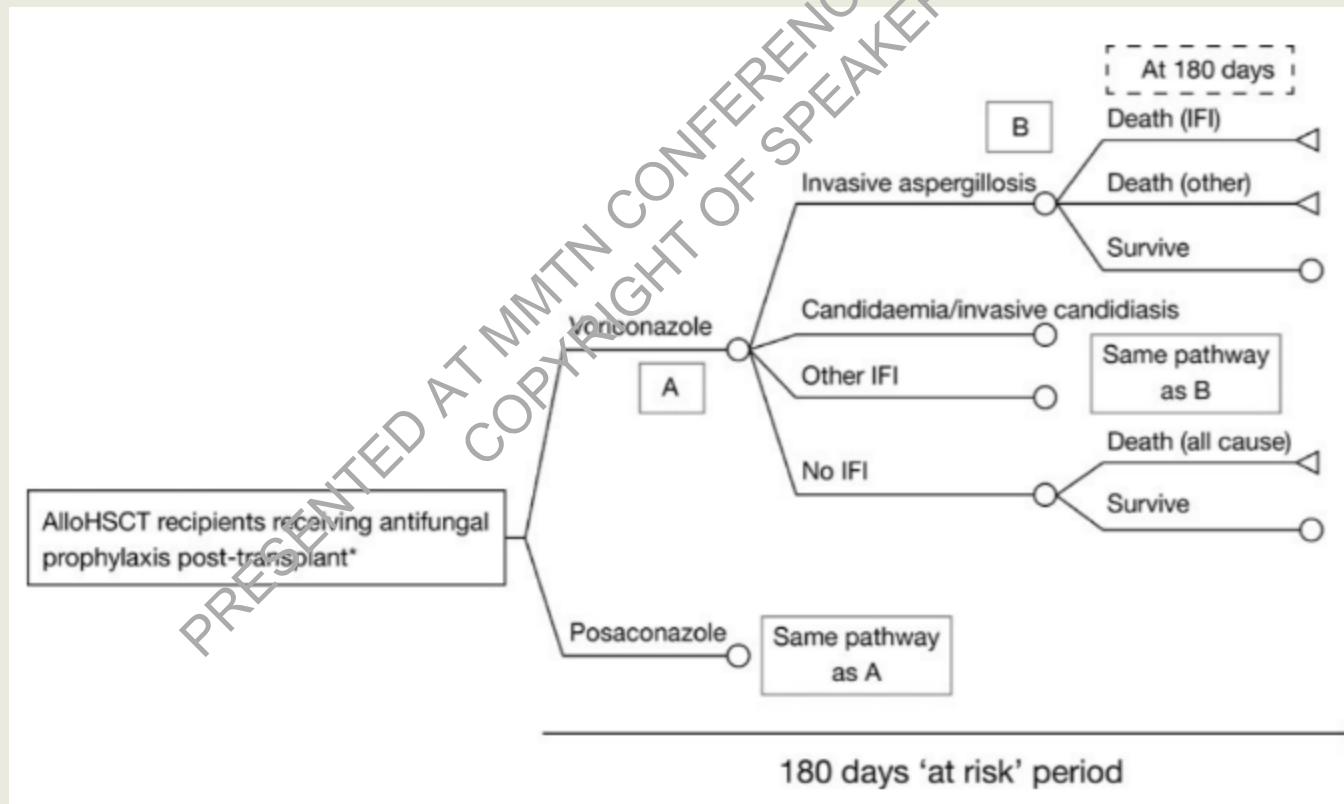 At 180 days
B
Death (IFI)
Invasive aspergillosis
Death (other)
Survive
Candidaemia/invasive candidiasis
Voriconazole
A
Other IFI
Same pathway
as B
No IFI
Death (all cause)
Survive
AlloHSCT recipients receiving antifungal
prophylaxis post-transplant*
Posaconazole
Same pathway
as A
180 days ‘at risk’ period
PRESENTED AT MMTN
COPYRIGHT OF